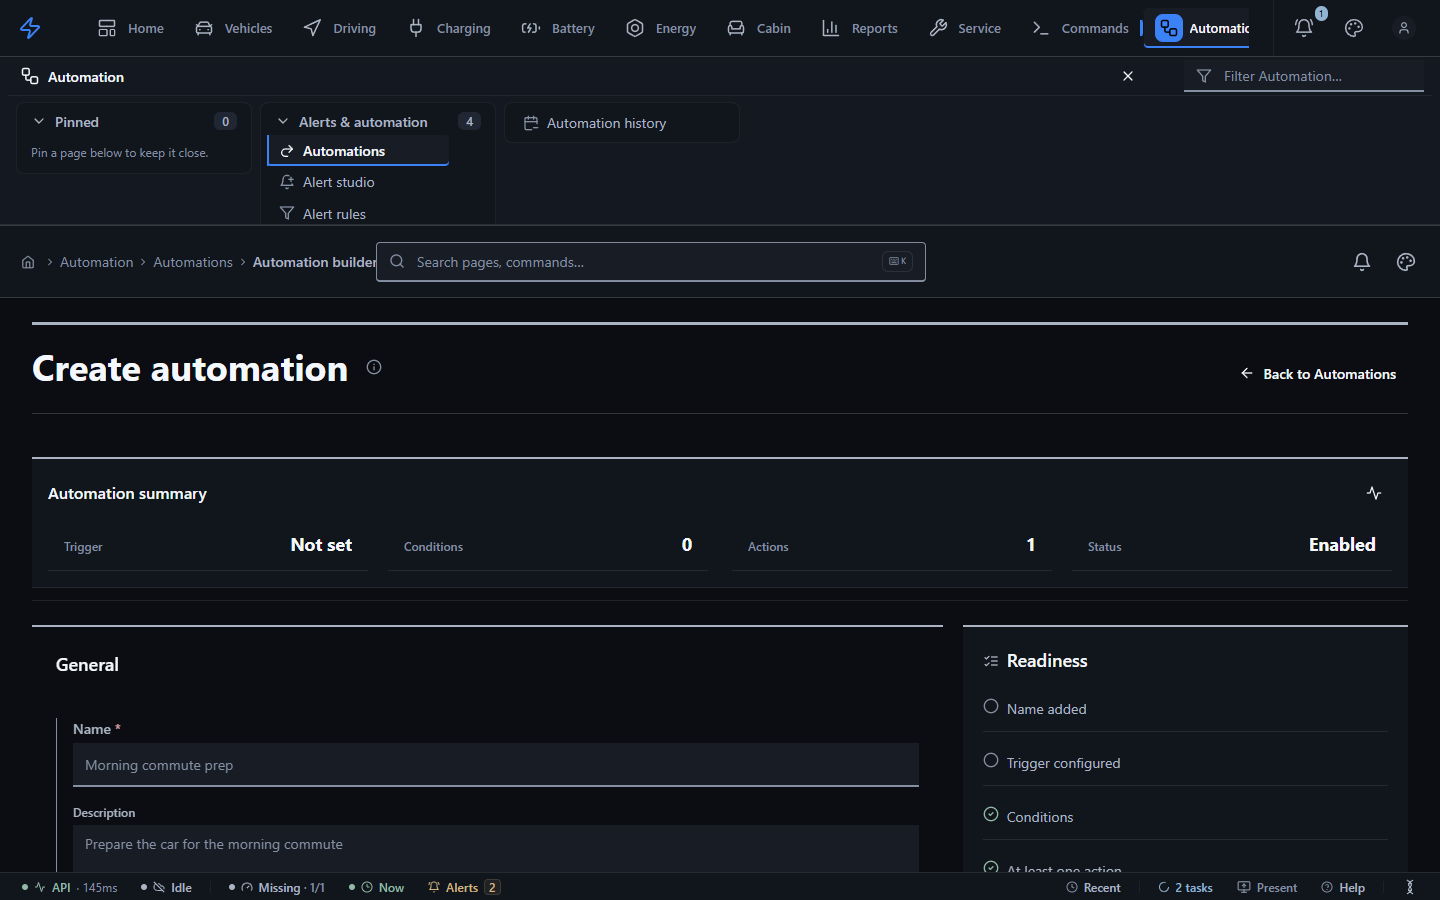 Home
Vehicles
Driving
Charging
Battery
Energy
Cabin
Reports
Service
Commands
Automatic
1
Automation
Filter Automation...
Pinned 0
Pin a page below to keep it close.
Alerts & automation 4
Automations
Alert studio
Alert rules
Automation history
Automation
Automations
Automation builder
Search pages, commands...
K
Create automation
Back to Automations
Automation summary
Trigger Not set
Conditions 0
Actions 1
Status Enabled
General
Name *
Morning commute prep
Description
Prepare the car for the morning commute
Readiness
Name added
Trigger configured
Conditions
At least one action
API · 145ms
Idle
Missing · 1/1
Now
Alerts 2
Recent
2 tasks
Present
Help